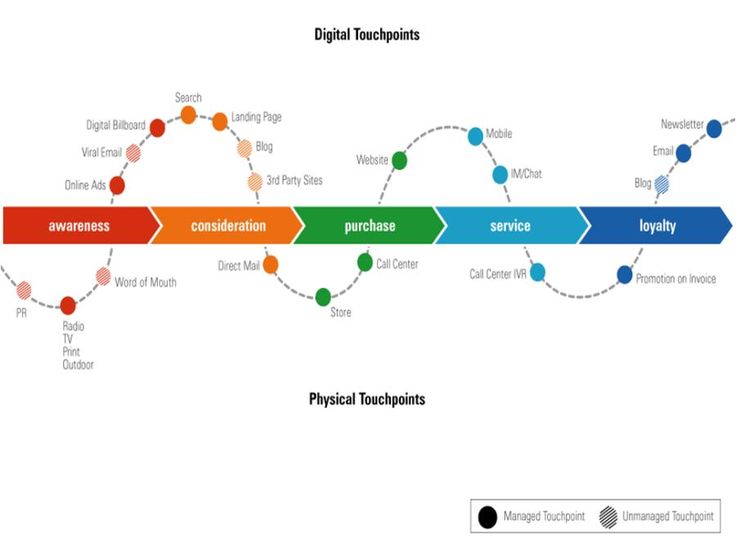 Digital Touchpoints
Search
Landing Page
Digital Billboard
Newsletter
Mobile
Viral Email
Blog
Email
Website
Online Ads
3rd Party Sites
IM/Chat
Blog
awareness
consideration
purchase
service
loyalty
Direct Mail
Call Center
Word of Mouth
Call Center IVR
Promotion on Invoice
PR
Store
Radio
TV
Print
Outdoor
Physical Touchpoints
Managed Touchpoint
Unmanaged Touchpoint